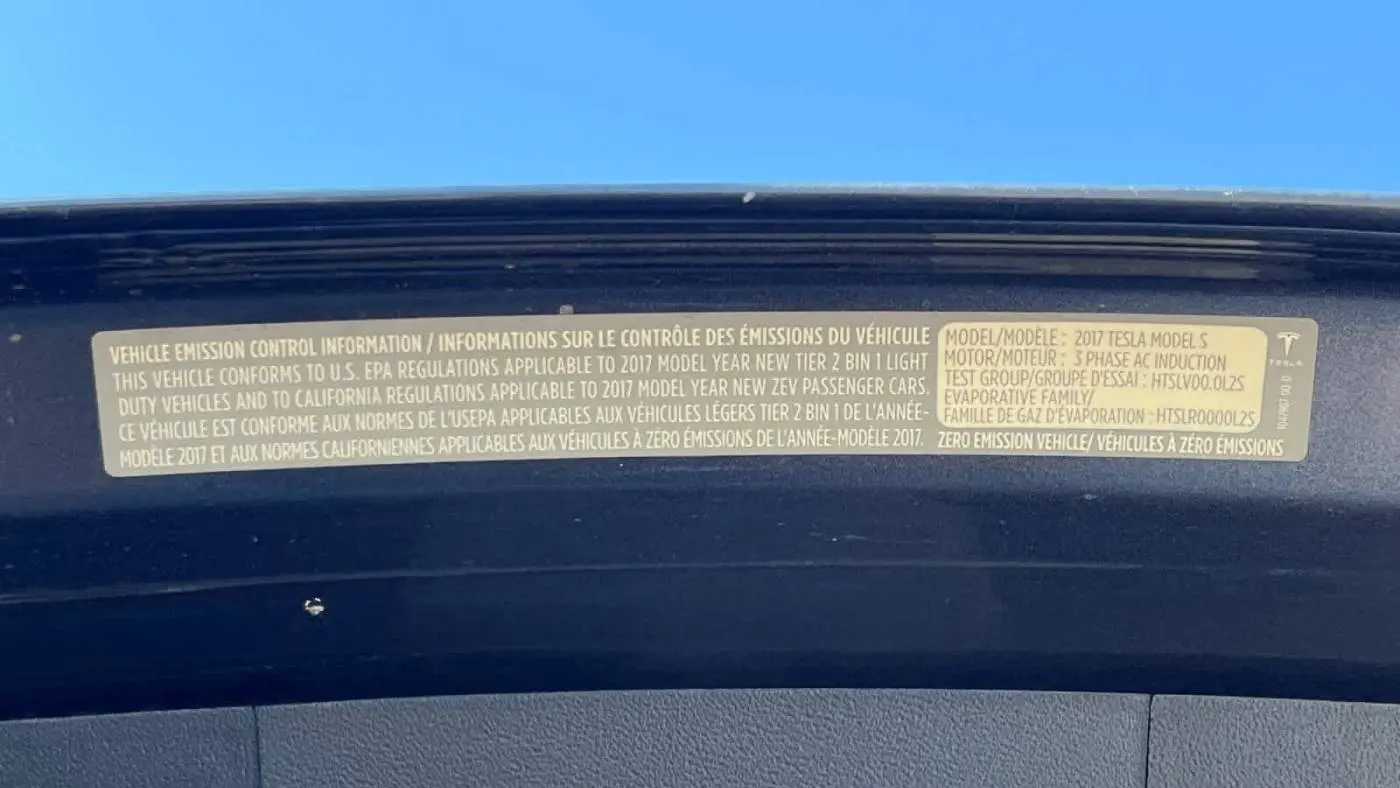 VEHICLE EMISSION CONTROL INFORMATION / INFORMATIONS SUR LE CONTRÔLE DES ÉMISSIONS DU VÉHICULE
THIS VEHICLE CONFORMS TO U.S. EPA REGULATIONS APPLICABLE TO 2017 MODEL YEAR NEW TIER 2 BIN 1 LIGHT
DUTY VEHICLES AND TO CALIFORNIA REGULATIONS APPLICABLE TO 2017 MODEL YEAR NEW ZEV PASSENGER CARS.
CE VÉHICULE EST CONFORME AUX NORMES DE L'USEPA APPLICABLES AUX VÉHICULES LÉGERS TIER 2 BIN 1 DE L'ANNÉE-
MODÈLE 2017 ET AUX NORMES CALIFORNIENNES APPLICABLES AUX VÉHICULES À ZÉRO ÉMISSIONS DE L'ANNÉE-MODÈLE 2017.
MODEL/MODÈLE : 2017 TESLA MODEL S
MOTOR/MOTEUR : 3 PHASE AC INDUCTION
TEST GROUP/GROUPE D'ESSAI : HTSLV00.0L2S
EVAPORATIVE FAMILY/
FAMILLE DE GAZ D'ÉVAPORATION : HTSLR0000L2S
ZERO EMISSION VEHICLE/ VÉHICULES À ZÉRO ÉMISSIONS
TESLA